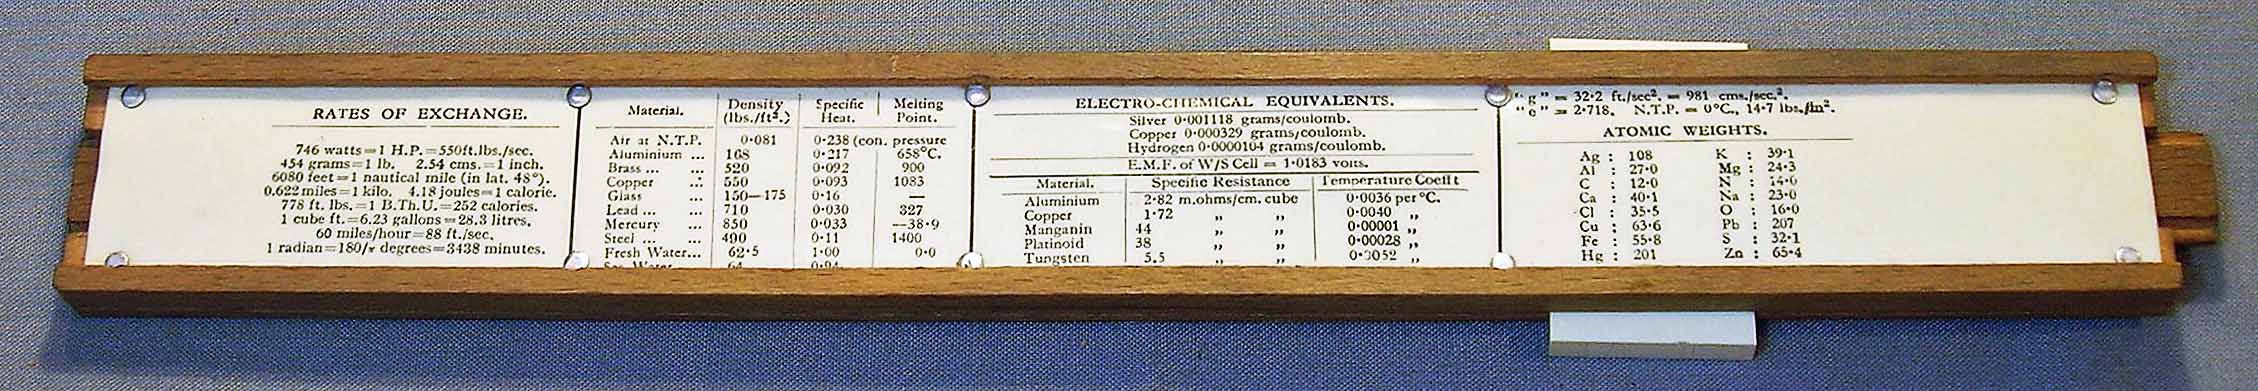 RATES OF EXCHANGE.
746 watts=1 H.P.=550ft.lbs./sec.
454 grams=1 lb. 2.54 cms.=1 inch.
6080 feet=1 nautical mile (in lat. 48°).
0.622 miles=1 kilo. 4.18 joules=1 calorie.
778 ft. lbs.=1 B.Th.U.=252 calories.
1 cube ft.=6.23 gallons=28.3 litres.
60 miles/hour=88 ft./sec.
1 radian=180/π degrees=3438 minutes.
Material. Density (lbs./ft³.) Specific Heat. Melting Point.
Air at N.T.P. 0·081 0·238 (con. pressure
Aluminium ... 168 0·217 658°C.
Brass ... ... 520 0·092 900
Copper ... 550 0·093 1083
Glass ... 150—175 0·16 —
Lead ... ... 710 0·030 327
Mercury ... 850 0·033 —38·9
Steel ... ... 490 0·11 1400
Fresh Water... 62·5 1·00 0·0
Sea Water 64 0·94
ELECTRO-CHEMICAL EQUIVALENTS.
Silver 0·001118 grams/coulomb.
Copper 0·000329 grams/coulomb.
Hydrogen 0·0000104 grams/coulomb.
E.M.F. of W/S Cell = 1·0183 volts.
Material. Specific Resistance Temperature Coefft
Aluminium 2·82 m.ohms/cm. cube 0·0036 per °C.
Copper 1·72 „ „ 0·0040 „
Manganin 44 „ „ 0·00001 „
Platinoid 38 „ „ 0·00028 „
Tungsten 5.5 „ „ 0·0052 „
"g" = 32·2 ft./sec². = 981 cms./sec.².
"e" = 2·718. N.T.P. = 0°C., 14·7 lbs./in².
ATOMIC WEIGHTS.
Ag : 108 K : 39·1
Al : 27·0 Mg : 24·3
C : 12·0 N : 14·0
Ca : 40·1 Na : 23·0
Cl : 35·5 O : 16·0
Cu : 63·6 Pb : 207
Fe : 55·8 S : 32·1
Hg : 201 Zn : 65·4